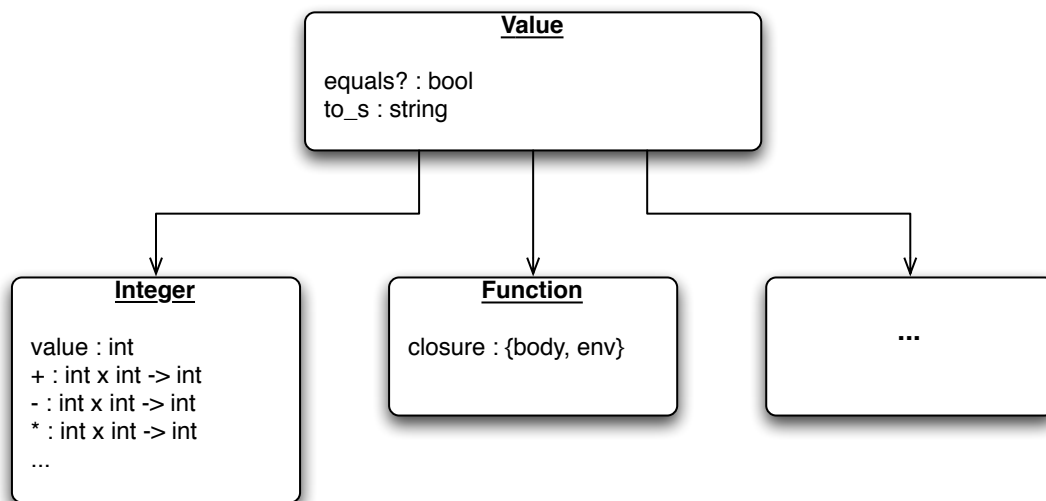 Value
equals? : bool
to_s : string
Integer
value : int
+ : int x int -> int
- : int x int -> int
* : int x int -> int
...
Function
closure : {body, env}
...